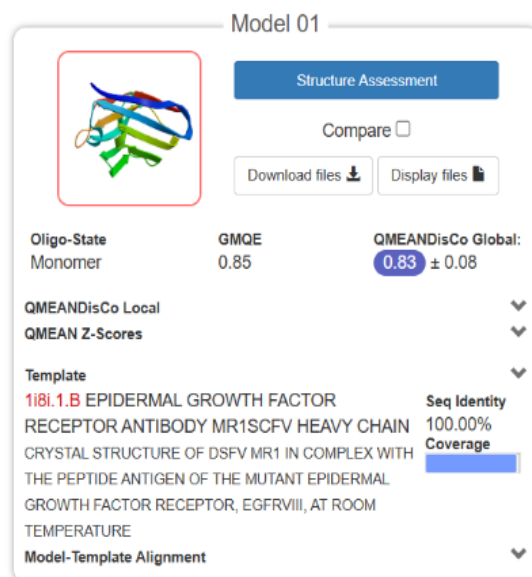 Model 01
Structure Assessment
Compare
Download files
Display files
Oligo-State
GMQE
QMEANDisCo Global:
Monomer
0.85
0.83 ± 0.08
QMEANDisCo Local
QMEAN Z-Scores
Template
1i8i.1.B EPIDERMAL GROWTH FACTOR
RECEPTOR ANTIBODY MR1SCFV HEAVY CHAIN
CRYSTAL STRUCTURE OF DSFV MR1 IN COMPLEX WITH
THE PEPTIDE ANTIGEN OF THE MUTANT EPIDERMAL
GROWTH FACTOR RECEPTOR, EGFRVIII, AT ROOM
TEMPERATURE
Seq Identity
100.00%
Coverage
Model-Template Alignment